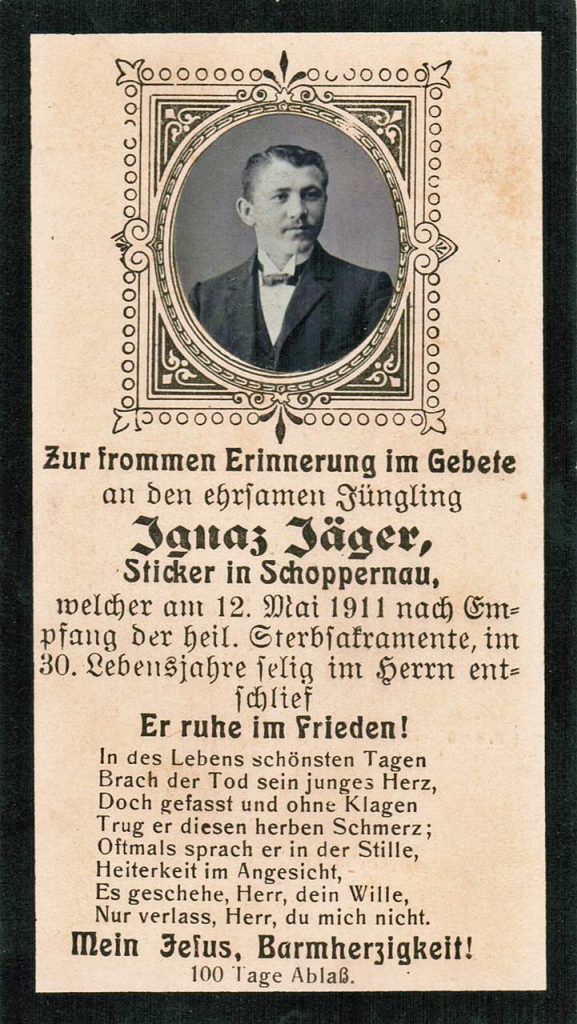 Zur frommen Erinnerung im Gebete
an den ehrsamen Jüngling
Ignaz Jäger,
Sticker in Schoppernau,
welcher am 12. Mai 1911 nach Em=
pfang der heil. Sterbsakramente, im
30. Lebensjahre selig im Herrn ent=
schlief
Er ruhe im Frieden!
In des Lebens schönsten Tagen
Brach der Tod sein junges Herz,
Doch gefasst und ohne Klagen
Trug er diesen herben Schmerz;
Oftmals sprach er in der Stille,
Heiterkeit im Angesicht,
Es geschehe, Herr, dein Wille,
Nur verlass, Herr, du mich nicht.
Mein Jesus, Barmherzigkeit!
100 Tage Ablaß.